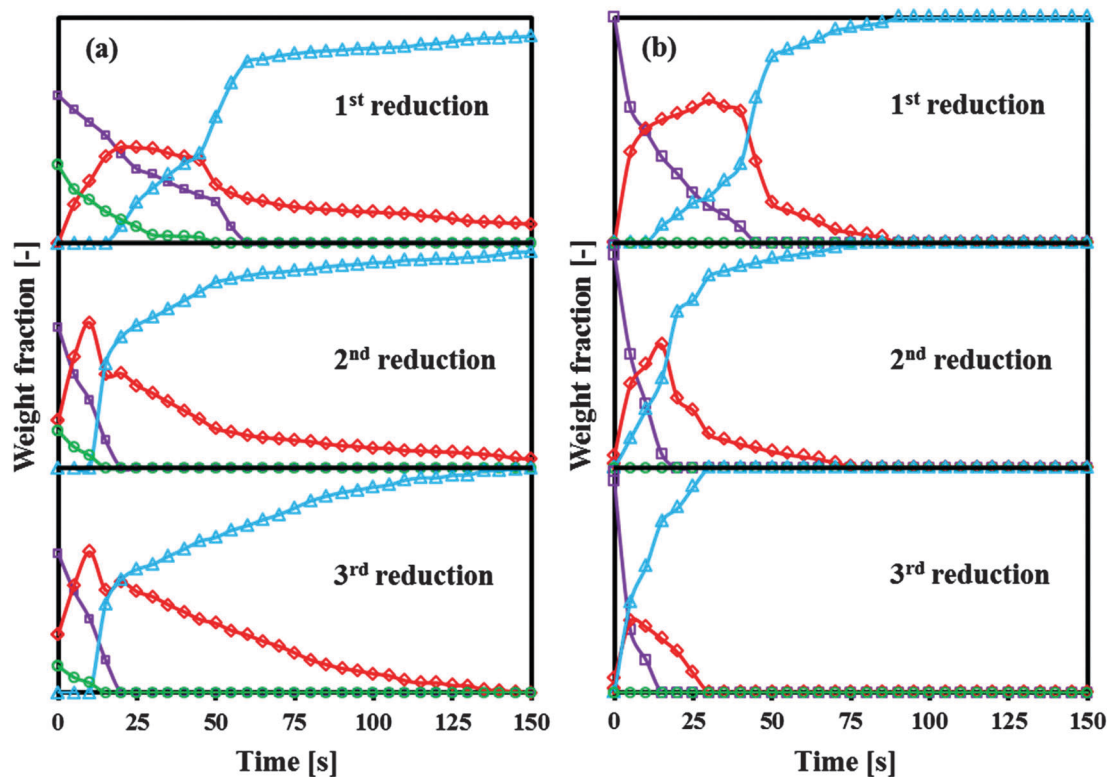 (a)
1st reduction
2nd reduction
3rd reduction
Weight fraction [-]
0 25 50 75 100 125 150
Time [s]
(b)
1st reduction
2nd reduction
3rd reduction
Weight fraction [-]
0 25 50 75 100 125 150
Time [s]